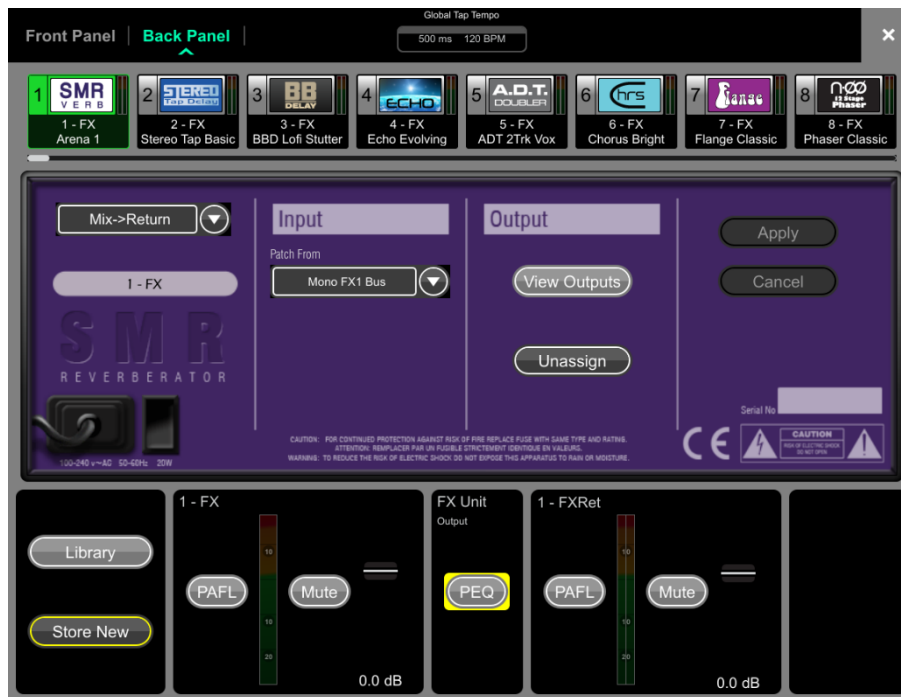 Global Tap Tempo
Front Panel
Back Panel
500 ms 120 BPM
×
1
SMR
VERB
1 - FX
Arena 1
2
STEREO
Tap Delay
2 - FX
Stereo Tap Basic
3
BB
DELAY
3 - FX
BBD Lofi Stutter
4
ECHO
4 - FX
Echo Evolving
5
A.D.T.
DOUBLER
5 - FX
ADT 2Trk Vox
6
Chrs
6 - FX
Chorus Bright
7
flange
7 - FX
Flange Classic
8
12 Stage
Phaser
8 - FX
Phaser Classic
Mix->Return
1 - FX
SMR
REVERBERATOR
100-240 v~AC 50-60Hz 20W
Input
Patch From
Mono FX1 Bus
Output
View Outputs
Unassign
CAUTION: FOR CONTINUED PROTECTION AGAINST RISK OF FIRE REPLACE FUSE WITH SAME TYPE AND RATING.
ATTENTION: REMPLACER PAR UN FUSIBLE STRICTEMENT IDENTIQUE EN VALEURS.
WARNING: TO REDUCE THE RISK OF ELECTRIC SHOCK DO NOT EXPOSE THIS APPARATUS TO RAIN OR MOISTURE.
Apply
Cancel
Serial No
CE
CAUTION
RISK OF ELECTRIC SHOCK
DO NOT OPEN
Library
Store New
1 - FX
PAFL
10
10
20
Mute
0.0 dB
FX Unit
Output
PEQ
1 - FXRet
PAFL
10
10
20
Mute
0.0 dB